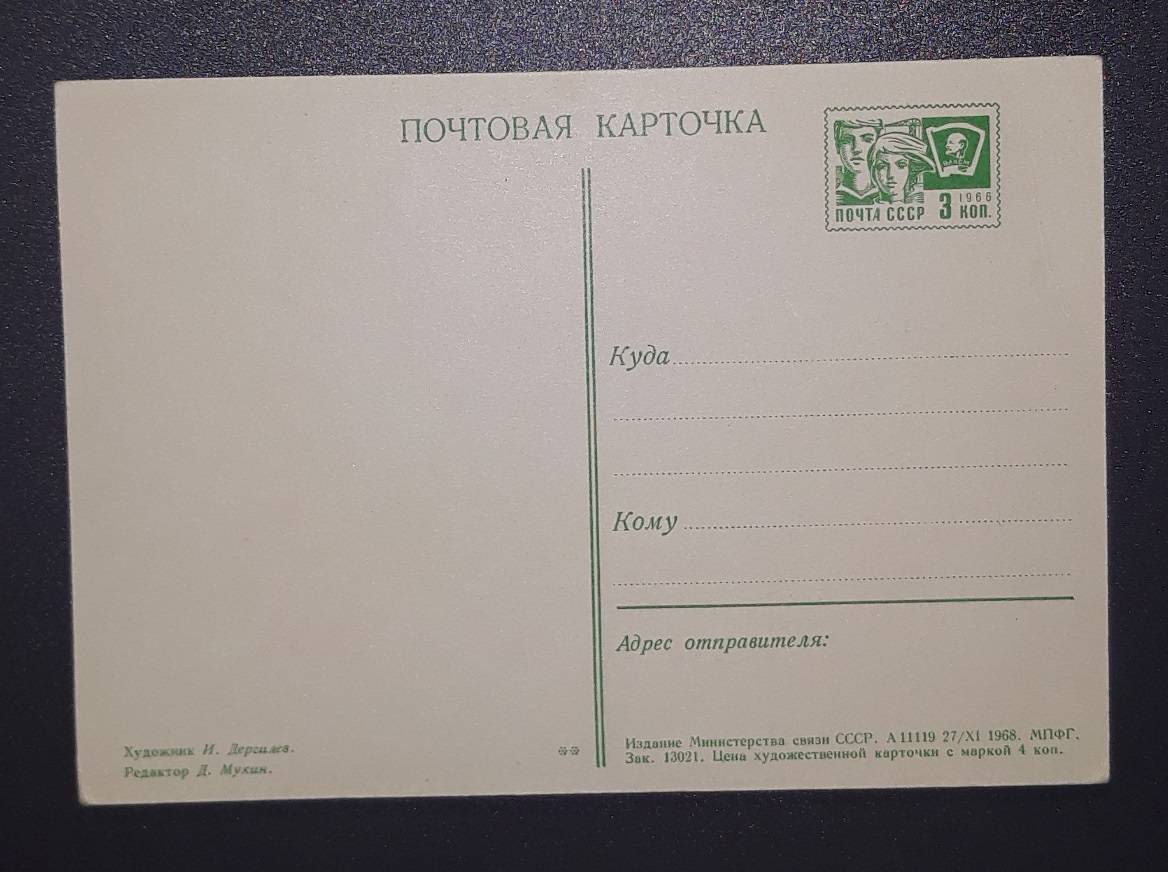 ПОЧТОВАЯ КАРТОЧКА
ВЛКСМ
1966
ПОЧТА СССР 3 КОП.
Куда
Кому
Адрес отправителя:
Художник И. Дергилев.
Редактор Д. Мухин.
Издание Министерства связи СССР. А 11119 27/XI 1968. МПФГ.
Зак. 13021. Цена художественной карточки с маркой 4 коп.